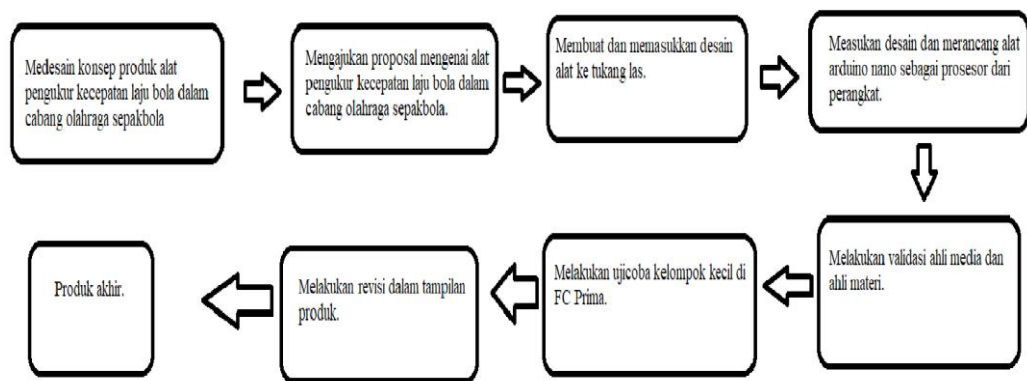 Medesain konsep produk alat
pengukur kecepatan laju bola dalam
cabang olahraga sepakbola
Mengajukan proposal mengenai alat
pengukur kecepatan laju bola dalam
cabang olahraga sepakbola.
Membuat dan memasukkan desain
alat ke tukang las.
Measukan desain dan merancang alat
arduino nano sebagai prosesor dari
perangkat.
Melakukan validasi ahli media dan
ahli materi.
Melakukan ujicoba kelompok kecil di
FC Prima.
Melakukan revisi dalam tampilan
produk.
Produk akhir.